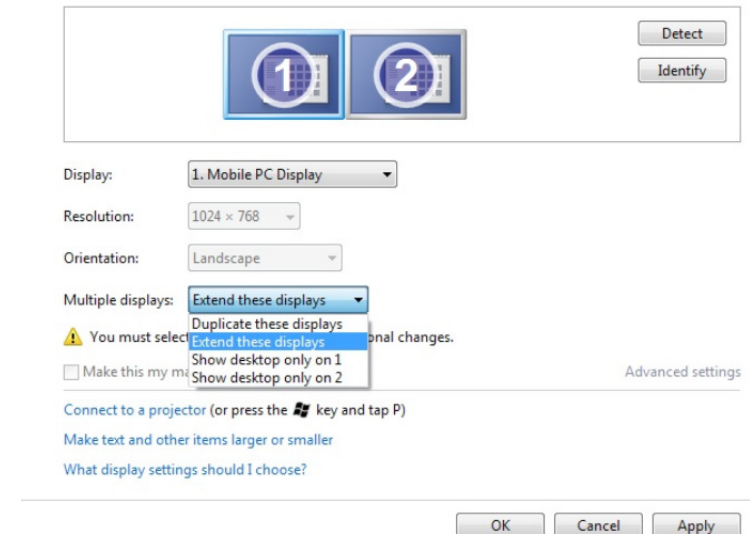 1
2
Detect
Identify
Display: 1. Mobile PC Display
Resolution: 1024 × 768
Orientation: Landscape
Multiple displays: Extend these displays
Duplicate these displays
Extend these displays
Show desktop only on 1
Show desktop only on 2
You must select onal changes.
Make this my ma
Advanced settings
Connect to a projector (or press the key and tap P)
Make text and other items larger or smaller
What display settings should I choose?
OK Cancel Apply